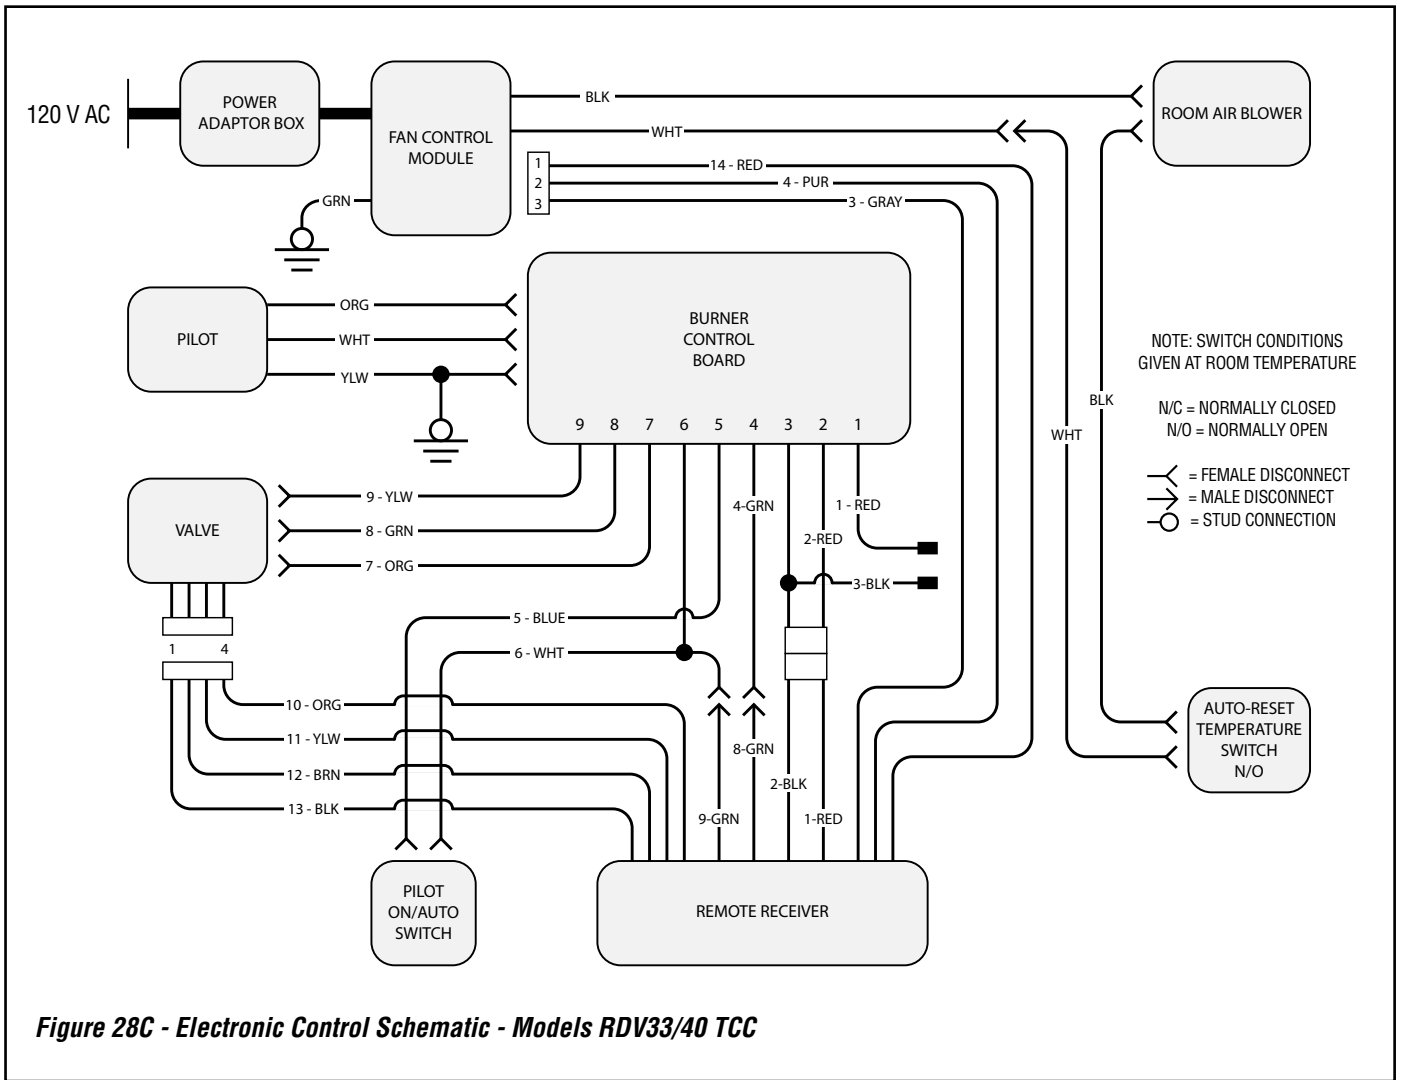 120 V AC
POWER
ADAPTOR BOX
FAN CONTROL
MODULE
BLK
WHT
ROOM AIR BLOWER
1
2
3
14 - RED
4 - PUR
3 - GRAY
GRN
PILOT
ORG
WHT
YLW
BURNER
CONTROL
BOARD
9 8 7 6 5 4 3 2 1
NOTE: SWITCH CONDITIONS
GIVEN AT ROOM TEMPERATURE
N/C = NORMALLY CLOSED
N/O = NORMALLY OPEN
= FEMALE DISCONNECT
= MALE DISCONNECT
= STUD CONNECTION
BLK
WHT
VALVE
9 - YLW
8 - GRN
7 - ORG
4-GRN
1 - RED
2-RED
3-BLK
5 - BLUE
6 - WHT
1 4
10 - ORG
11 - YLW
12 - BRN
13 - BLK
8-GRN
2-BLK
9-GRN
1-RED
AUTO-RESET
TEMPERATURE
SWITCH
N/O
PILOT
ON/AUTO
SWITCH
REMOTE RECEIVER
Figure 28C - Electronic Control Schematic - Models RDV33/40 TCC